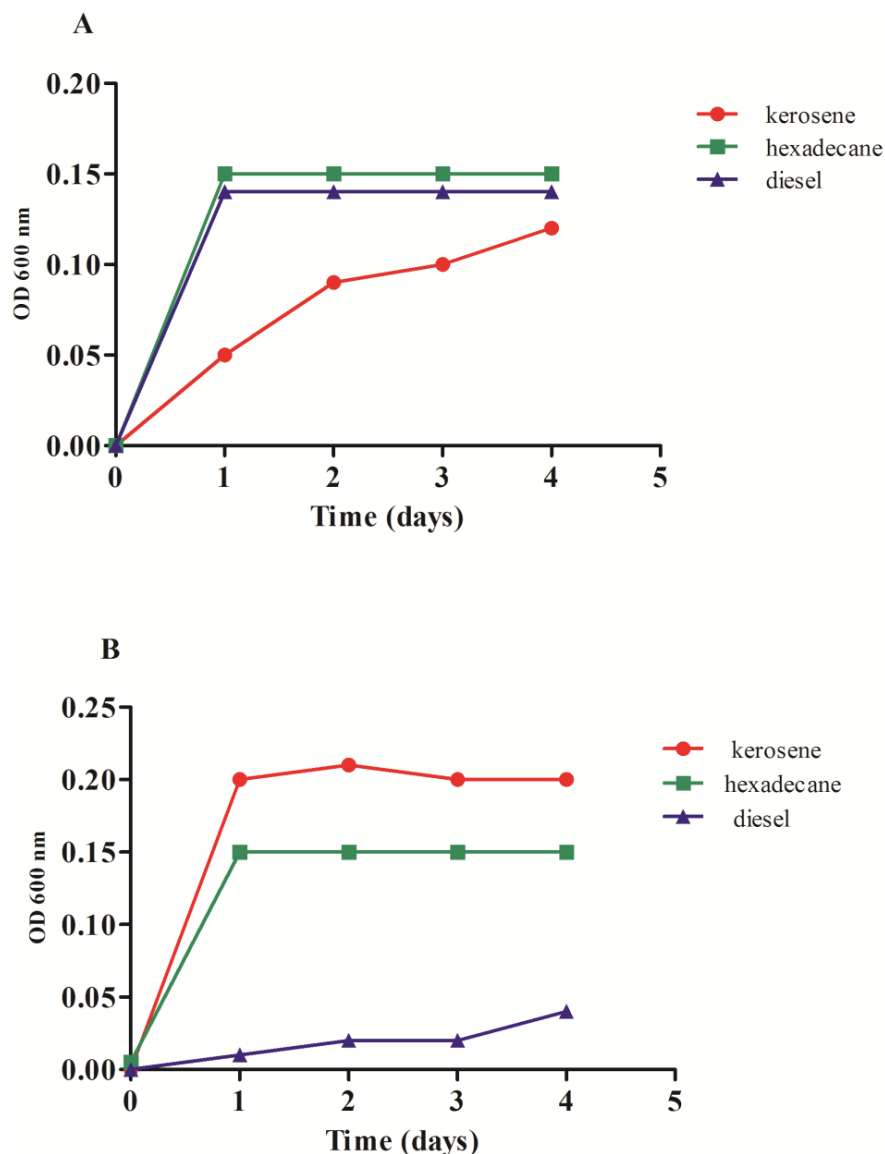 A
0.20
0.15
0.10
0.05
0.00
OD 600 nm
0 1 2 3 4 5
Time (days)
kerosene
hexadecane
diesel
B
0.25
0.20
0.15
0.10
0.05
0.00
OD 600 nm
0 1 2 3 4 5
Time (days)
kerosene
hexadecane
diesel